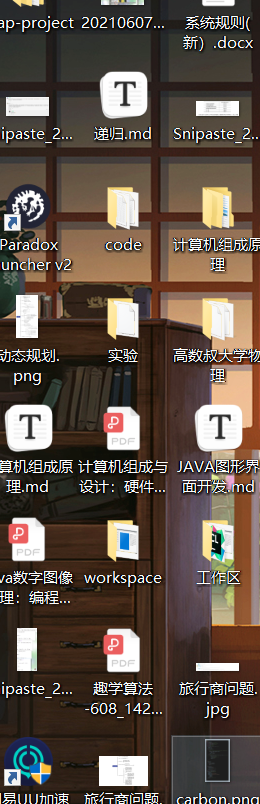 ap-project
20210607...
系统规则(
新）.docx
ipaste_2...
递归.md
Snipaste_2...
Paradox
uncher v2
code
计算机组成原
理
动态规划.
png
实验
高数叔大学物
理
算机组成原
理.md
计算机组成与
设计：硬件...
JAVA图形界
面开发.md
va数字图像
理：编程...
workspace
工作区
ipaste_2...
趣学算法
-608_142...
旅行商问题.
jpg
易UU加速
旅行商问题.
carbon.png
T
T
T
PDF
PDF
PDF